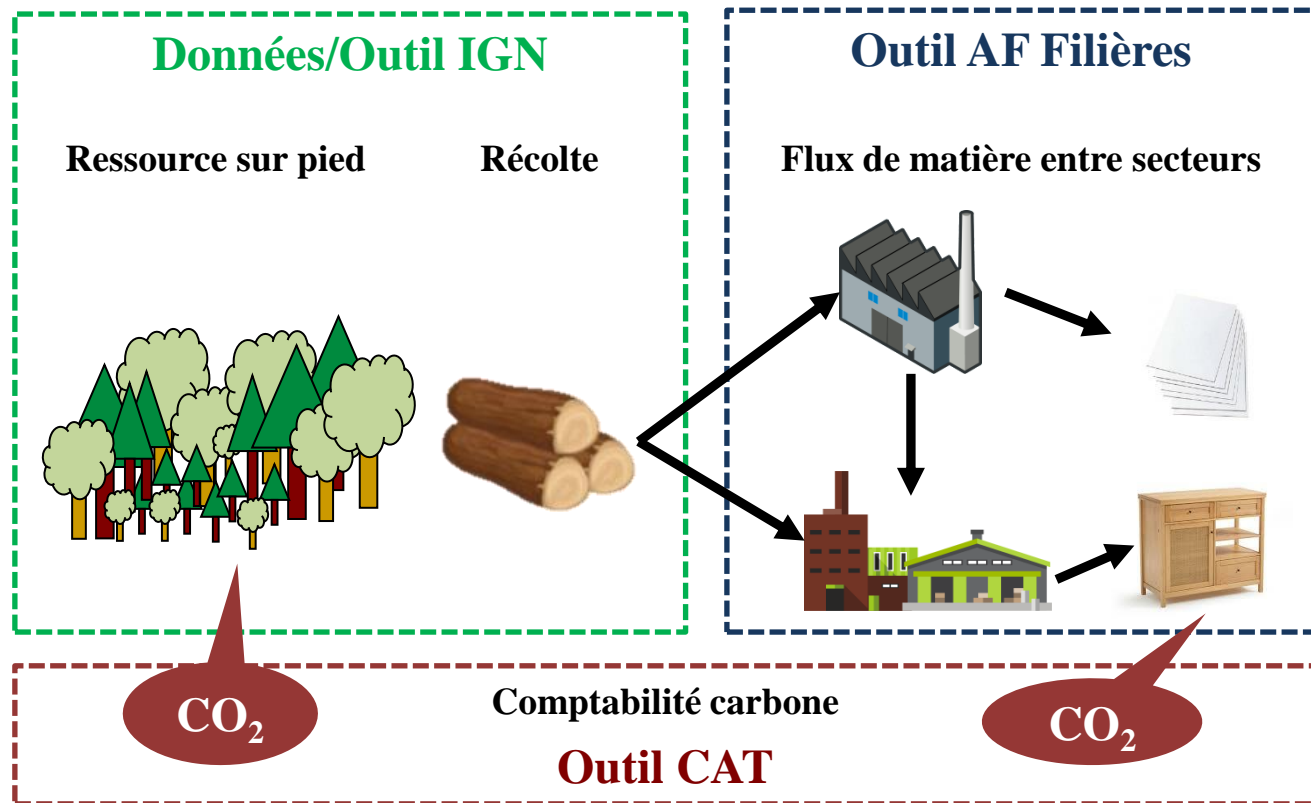 Données/Outil IGN
Outil AF Filières
Ressource sur pied
Récolte
Flux de matière entre secteurs
CO₂
Comptabilité carbone
CO₂
Outil CAT